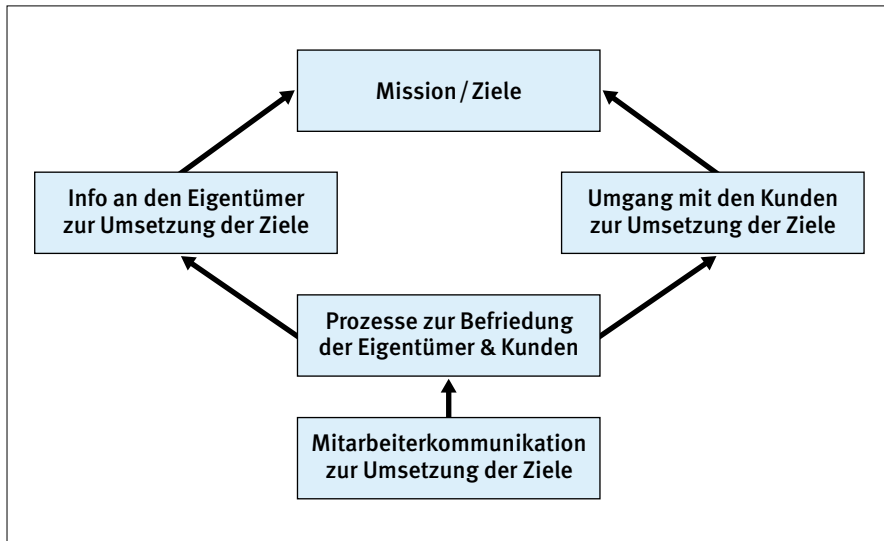 Mission / Ziele
Info an den Eigentümer
zur Umsetzung der Ziele
Umgang mit den Kunden
zur Umsetzung der Ziele
Prozesse zur Befriedung
der Eigentümer & Kunden
Mitarbeiterkommunikation
zur Umsetzung der Ziele